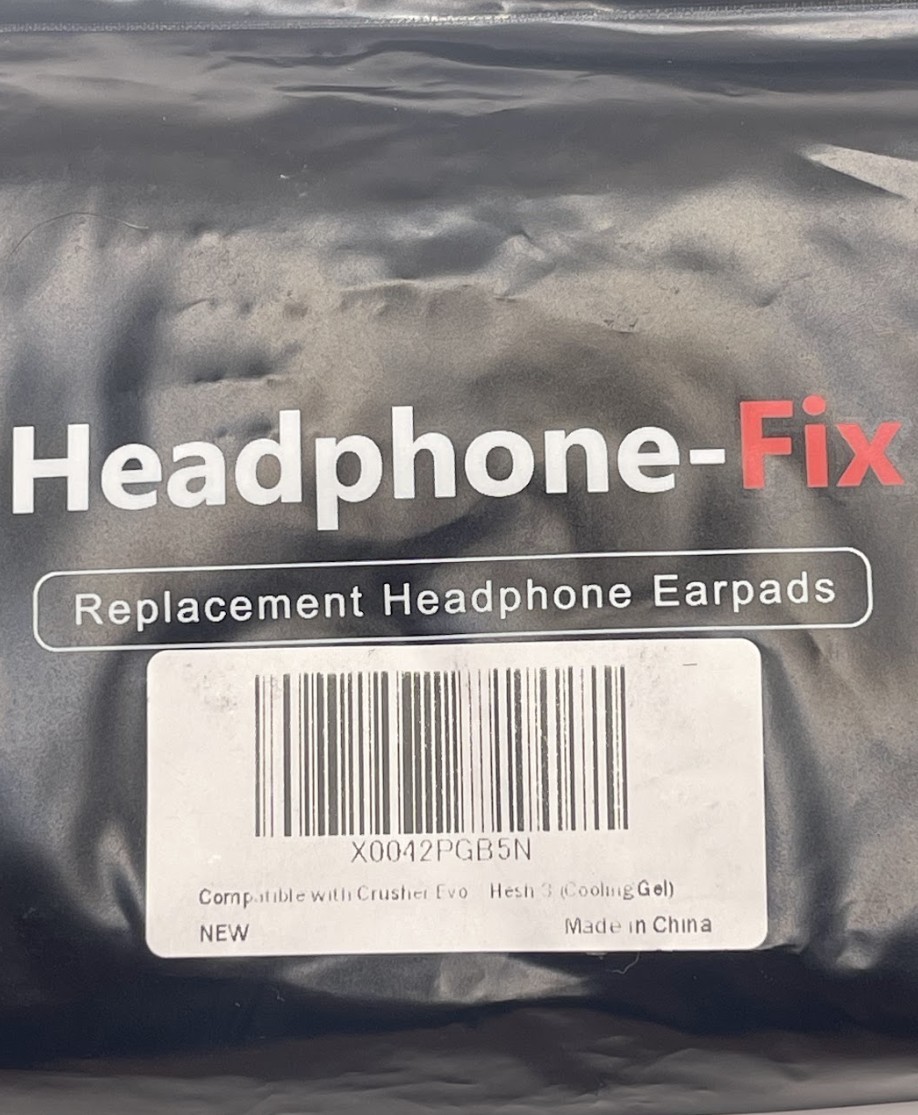 Headphone-Fix
Replacement Headphone Earpads
X0042PGB5N
Compatible with Crusher Evo Hesh 3 (Cooling Gel)
NEW Made in China